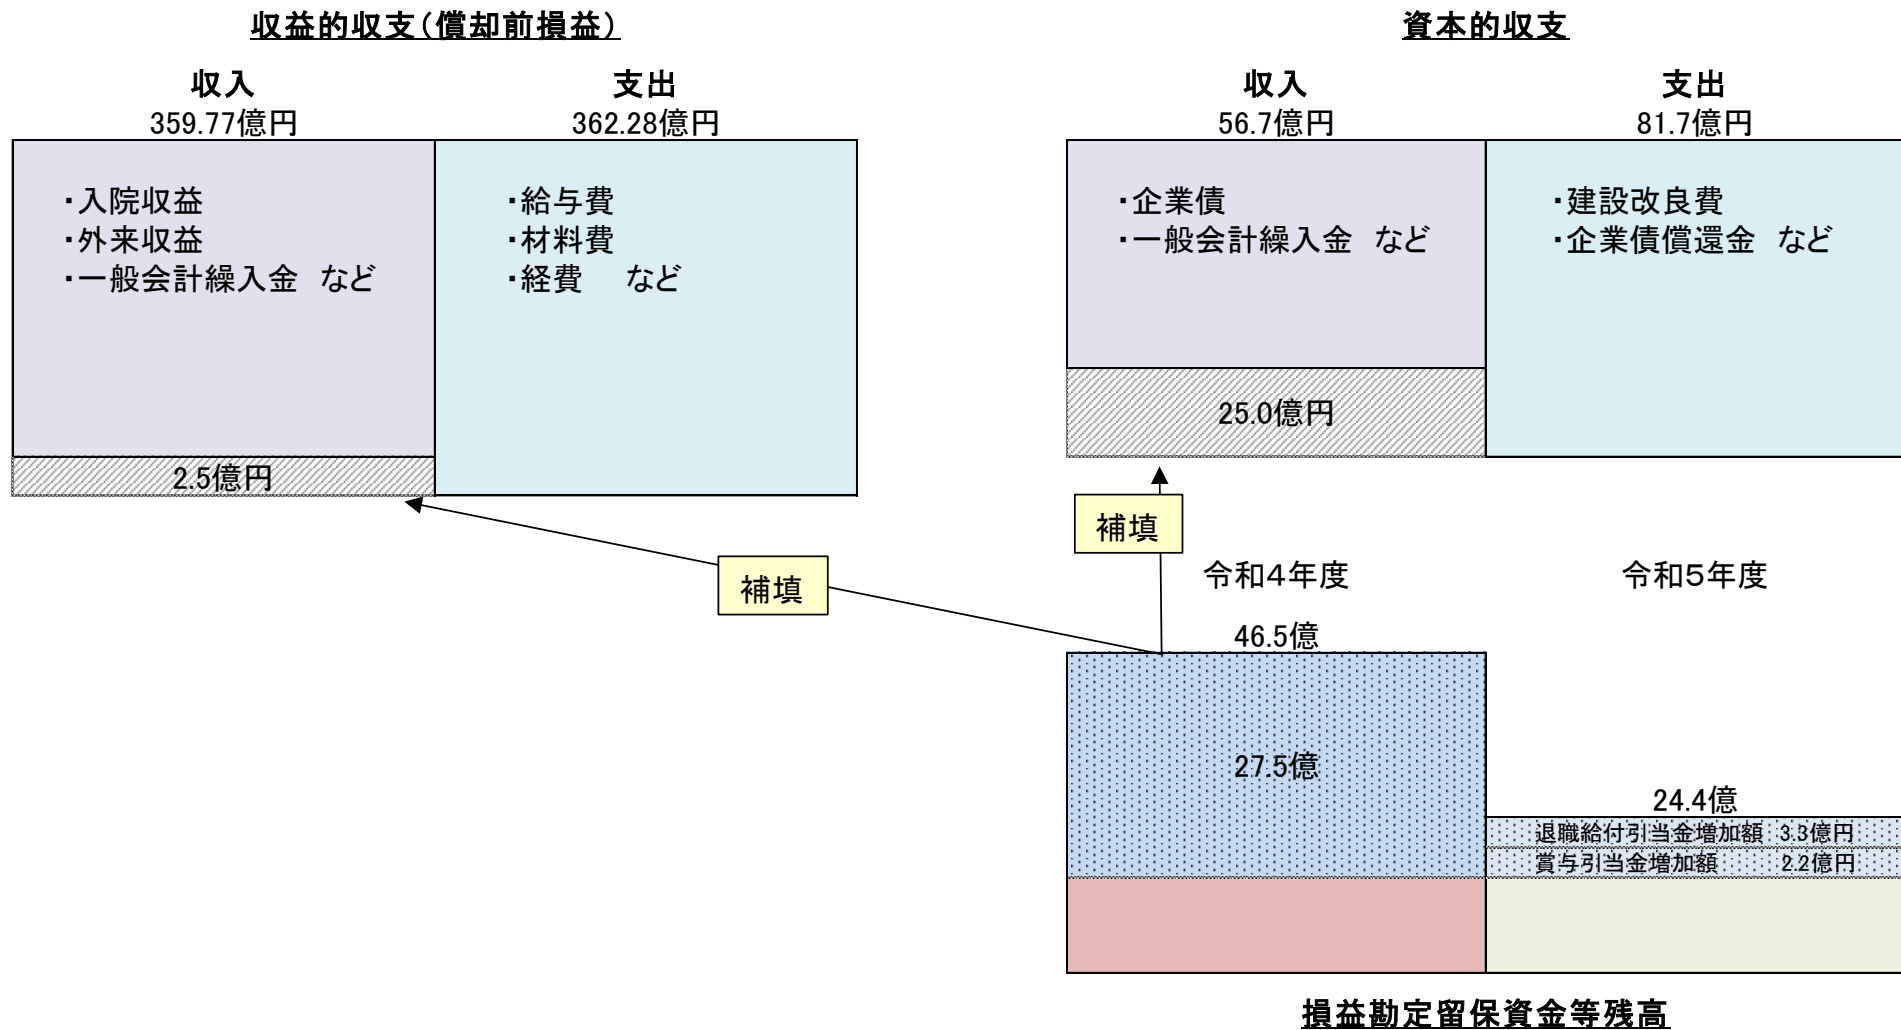 収益的収支（償却前損益）
収入
支出
359.77億円
362.28億円
・入院収益
・外来収益
・一般会計繰入金　など
・給与費
・材料費
・経費　など
2.5億円
資本的収支
収入
支出
56.7億円
81.7億円
・企業債
・一般会計繰入金　など
・建設改良費
・企業債償還金　など
25.0億円
補填
補填
令和４年度
令和５年度
46.5億
27.5億
24.4億
退職給付引当金増加額　3.3億円
賞与引当金増加額　2.2億円
損益勘定留保資金等残高